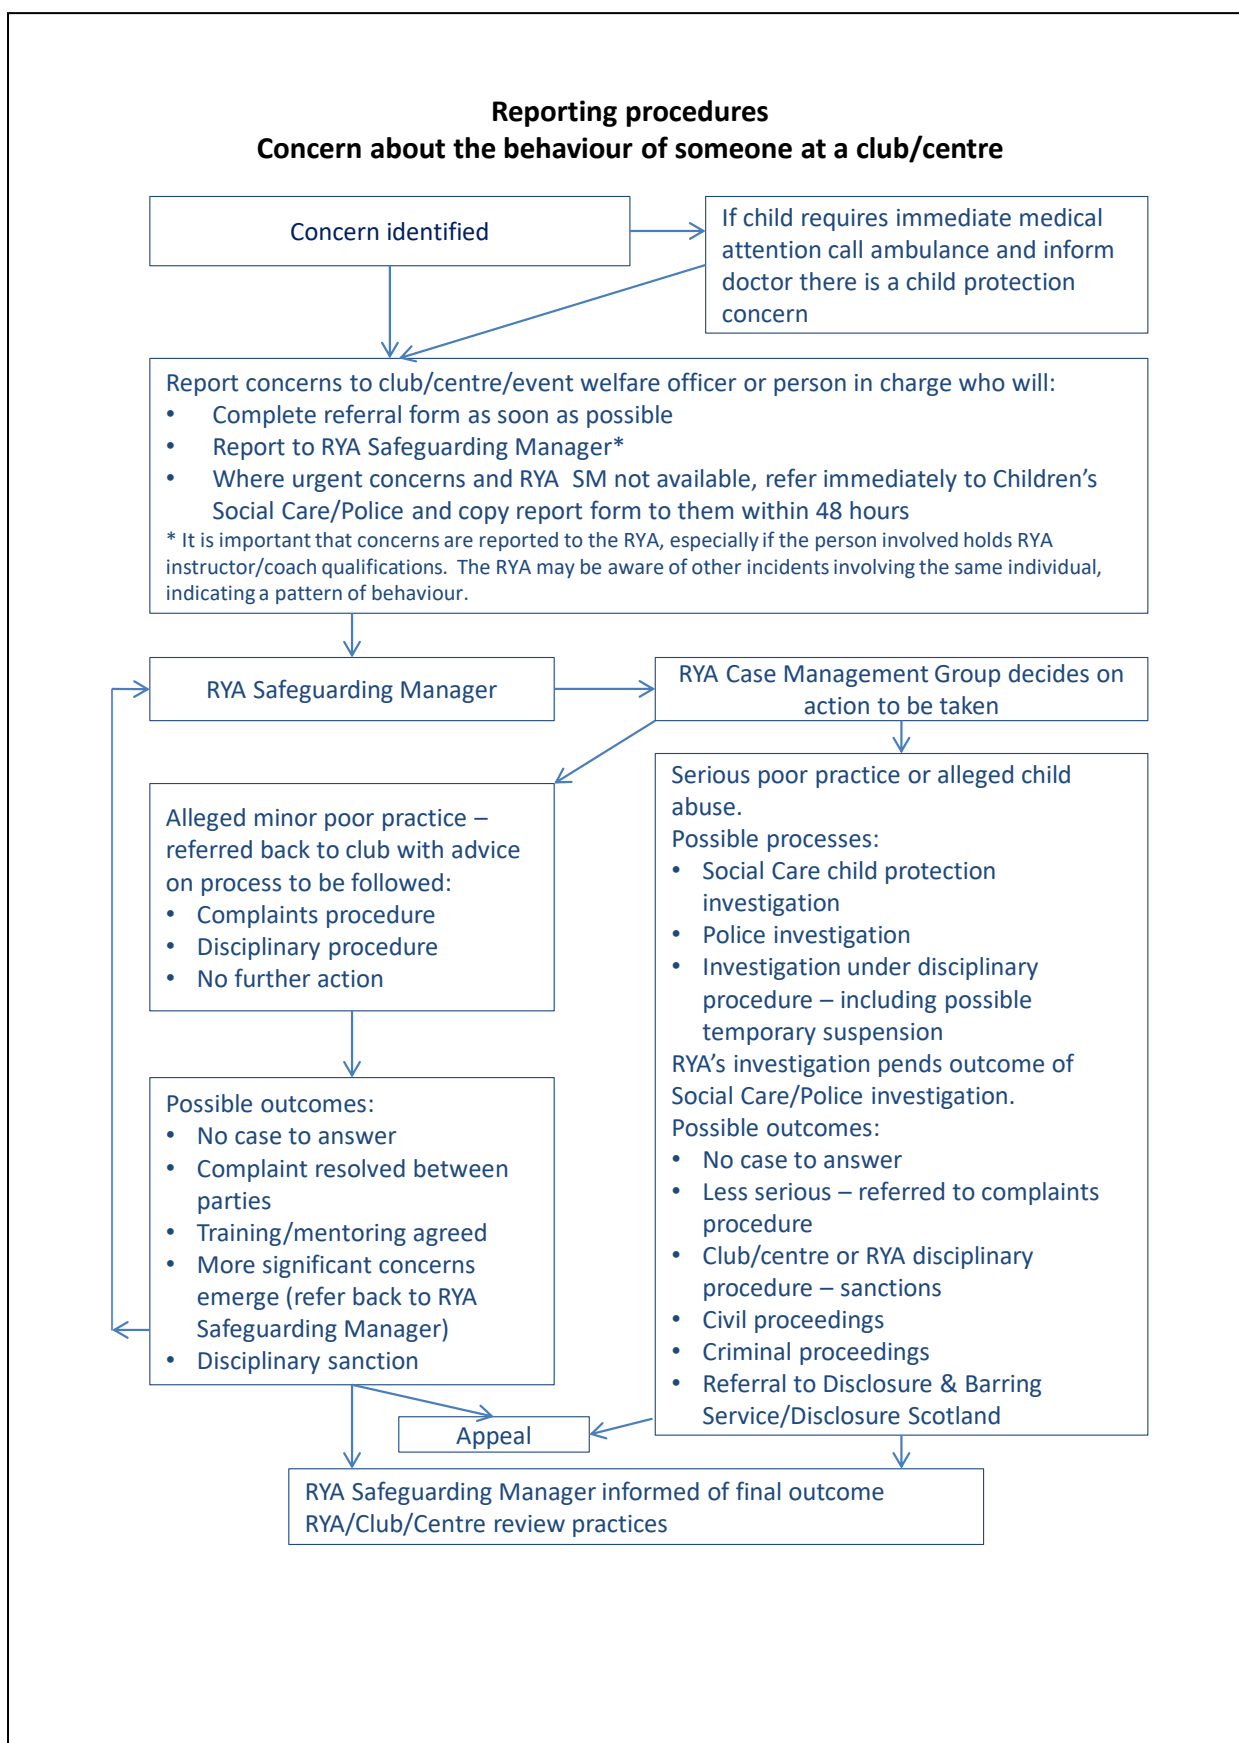 Reporting procedures
Concern about the behaviour of someone at a club/centre
Concern identified
If child requires immediate medical
attention call ambulance and inform
doctor there is a child protection
concern
Report concerns to club/centre/event welfare officer or person in charge who will:
• Complete referral form as soon as possible
• Report to RYA Safeguarding Manager*
• Where urgent concerns and RYA  SM not available, refer immediately to Children's
Social Care/Police and copy report form to them within 48 hours
* It is important that concerns are reported to the RYA, especially if the person involved holds RYA
instructor/coach qualifications.  The RYA may be aware of other incidents involving the same individual,
indicating a pattern of behaviour.
RYA Safeguarding Manager
RYA Case Management Group decides on
action to be taken
Alleged minor poor practice –
referred back to club with advice
on process to be followed:
• Complaints procedure
• Disciplinary procedure
• No further action
Serious poor practice or alleged child
abuse.
Possible processes:
• Social Care child protection
investigation
• Police investigation
• Investigation under disciplinary
procedure – including possible
temporary suspension
RYA's investigation pends outcome of
Social Care/Police investigation.
Possible outcomes:
• No case to answer
• Less serious – referred to complaints
procedure
• Club/centre or RYA disciplinary
procedure – sanctions
• Civil proceedings
• Criminal proceedings
• Referral to Disclosure & Barring
Service/Disclosure Scotland
Possible outcomes:
• No case to answer
• Complaint resolved between
parties
• Training/mentoring agreed
• More significant concerns
emerge (refer back to RYA
Safeguarding Manager)
• Disciplinary sanction
Appeal
RYA Safeguarding Manager informed of final outcome
RYA/Club/Centre review practices